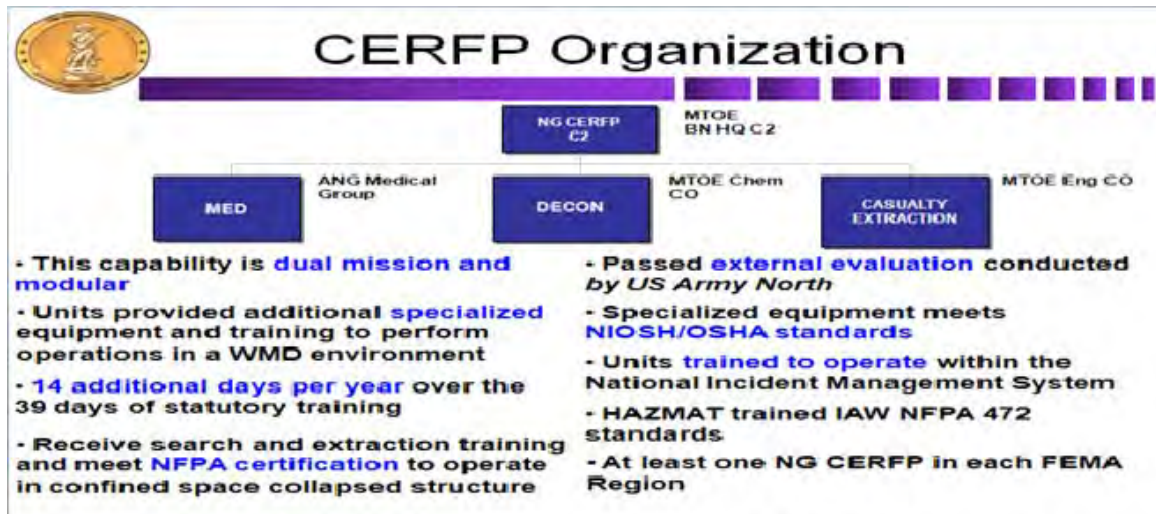 CERFP Organization
NG CERFP
C2
MTOE
BN HQ C2
MED
ANG Medical
Group
DECON
MTOE Chem
CO
CASUALTY
EXTRACTION
MTOE Eng CO
- This capability is dual mission and
modular
- Units provided additional specialized
equipment and training to perform
operations in a WMD environment
- 14 additional days per year over the
39 days of statutory training
- Receive search and extraction training
and meet NFPA certification to operate
in confined space collapsed structure
- Passed external evaluation conducted
by US Army North
- Specialized equipment meets
NIOSH/OSHA standards
- Units trained to operate within the
National Incident Management System
- HAZMAT trained IAW NFPA 472
standards
- At least one NG CERFP in each FEMA
Region